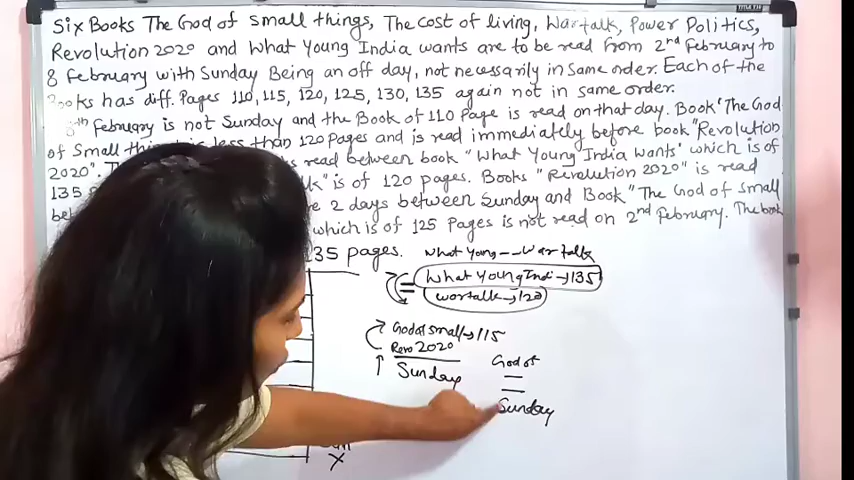 Six Books The God of small things, The cost of living, War talk, Power Politics,
Revolution 2020 and What Young India wants are to be read from 2nd February to
8 february with Sunday Being an off day, not necessarily in Same order. Each of the
books has diff. Pages 110, 115, 120, 125, 130, 135 again not in same order.
8th february is not Sunday and the Book of 110 Page is read on that day. Book "The God
of Small less than 120 Pages and is read immediately before book "Revolution
2020". read between book "What Young India Wants" which is of
135 talk" is of 120 pages. Books "Revolution 2020" is read
2 days between Sunday and Book "The God of Small
which is of 125 Pages is not read on 2nd february. The book
135 pages.
What Young -- War talk
What Young Indi → 135
wartalk → 120
God of small → 115
Revo 2020
Sunday
God of
Sunday
Sun
X